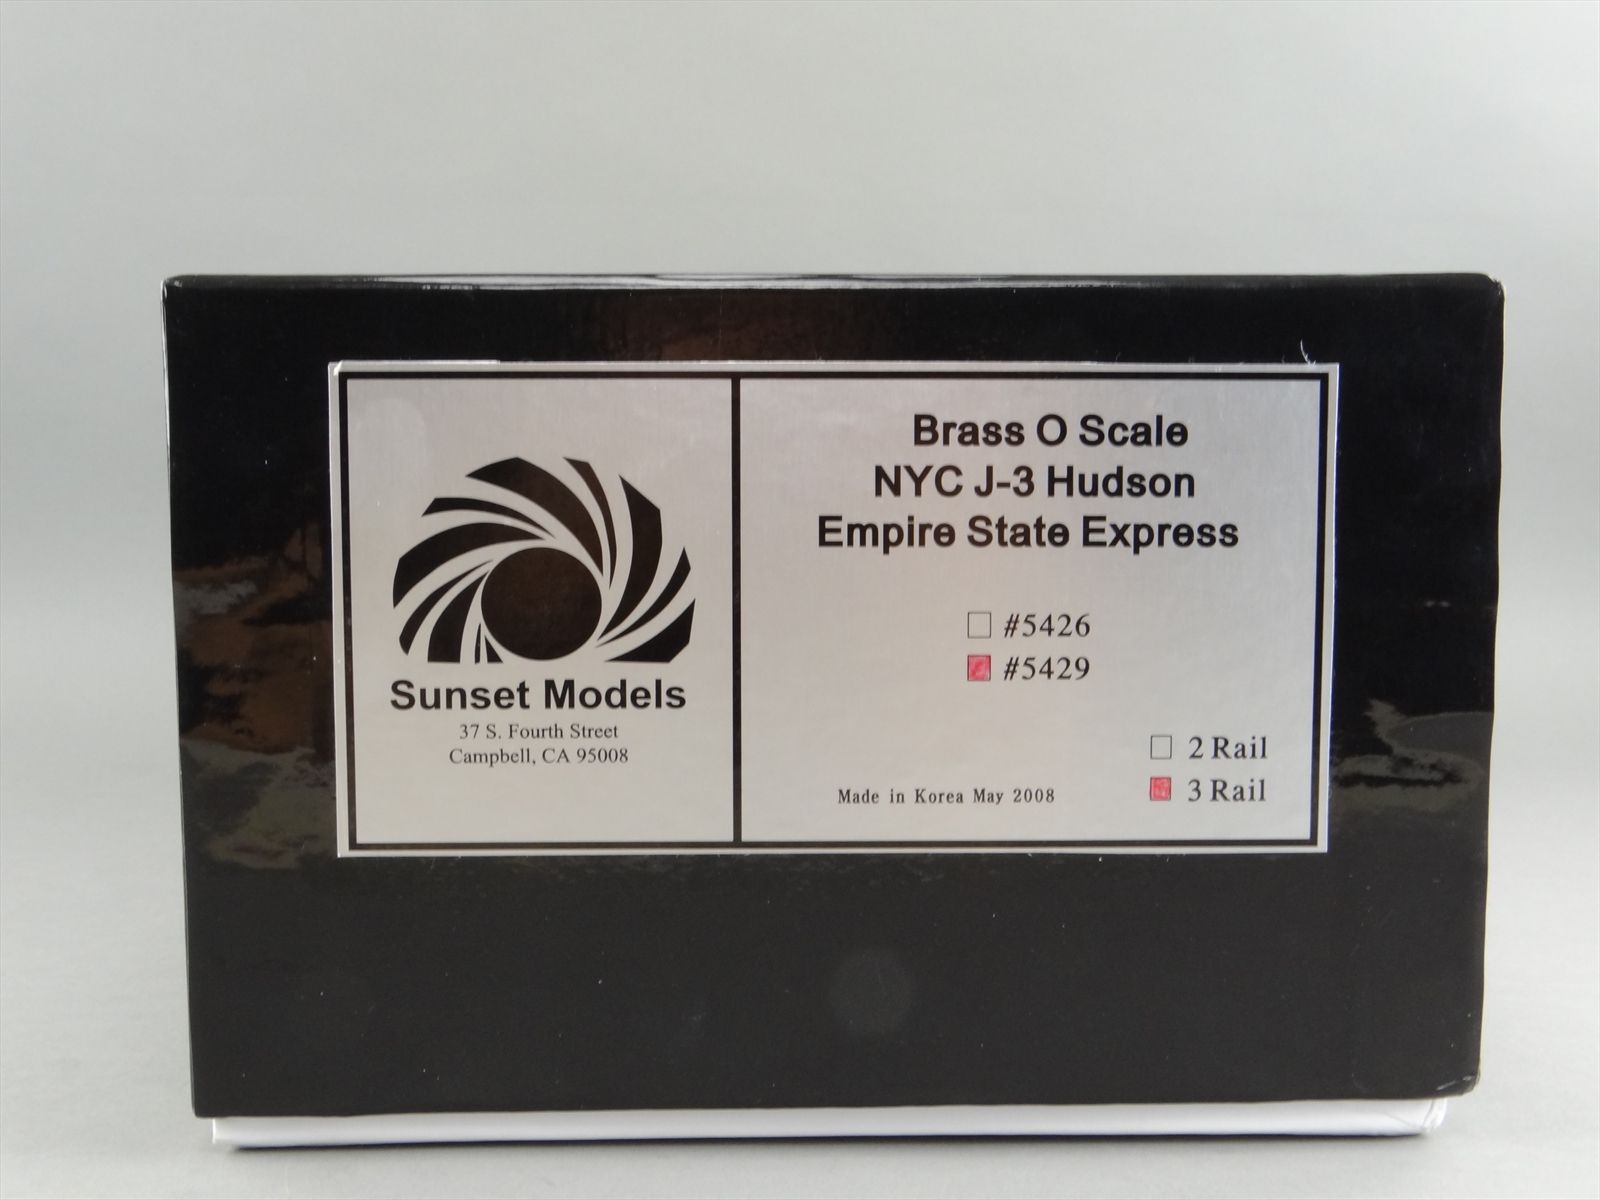 Sunset Models
37 S. Fourth Street
Campbell, CA 95008
Brass O Scale
NYC J-3 Hudson
Empire State Express
#5426
#5429
2 Rail
3 Rail
Made in Korea May 2008